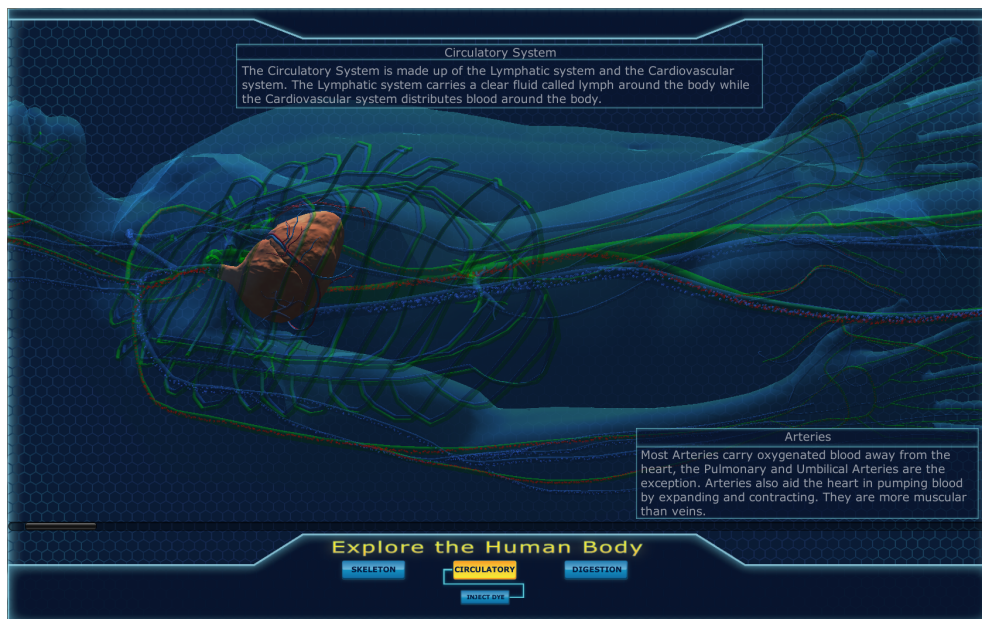 Circulatory System
The Circulatory System is made up of the Lymphatic system and the Cardiovascular
system. The Lymphatic system carries a clear fluid called lymph around the body while
the Cardiovascular system distributes blood around the body.
Arteries
Most Arteries carry oxygenated blood away from the
heart, the Pulmonary and Umbilical Arteries are the
exception. Arteries also aid the heart in pumping blood
by expanding and contracting. They are more muscular
than veins.
Explore the Human Body
SKELETON
CIRCULATORY
DIGESTION
INJECT DYE